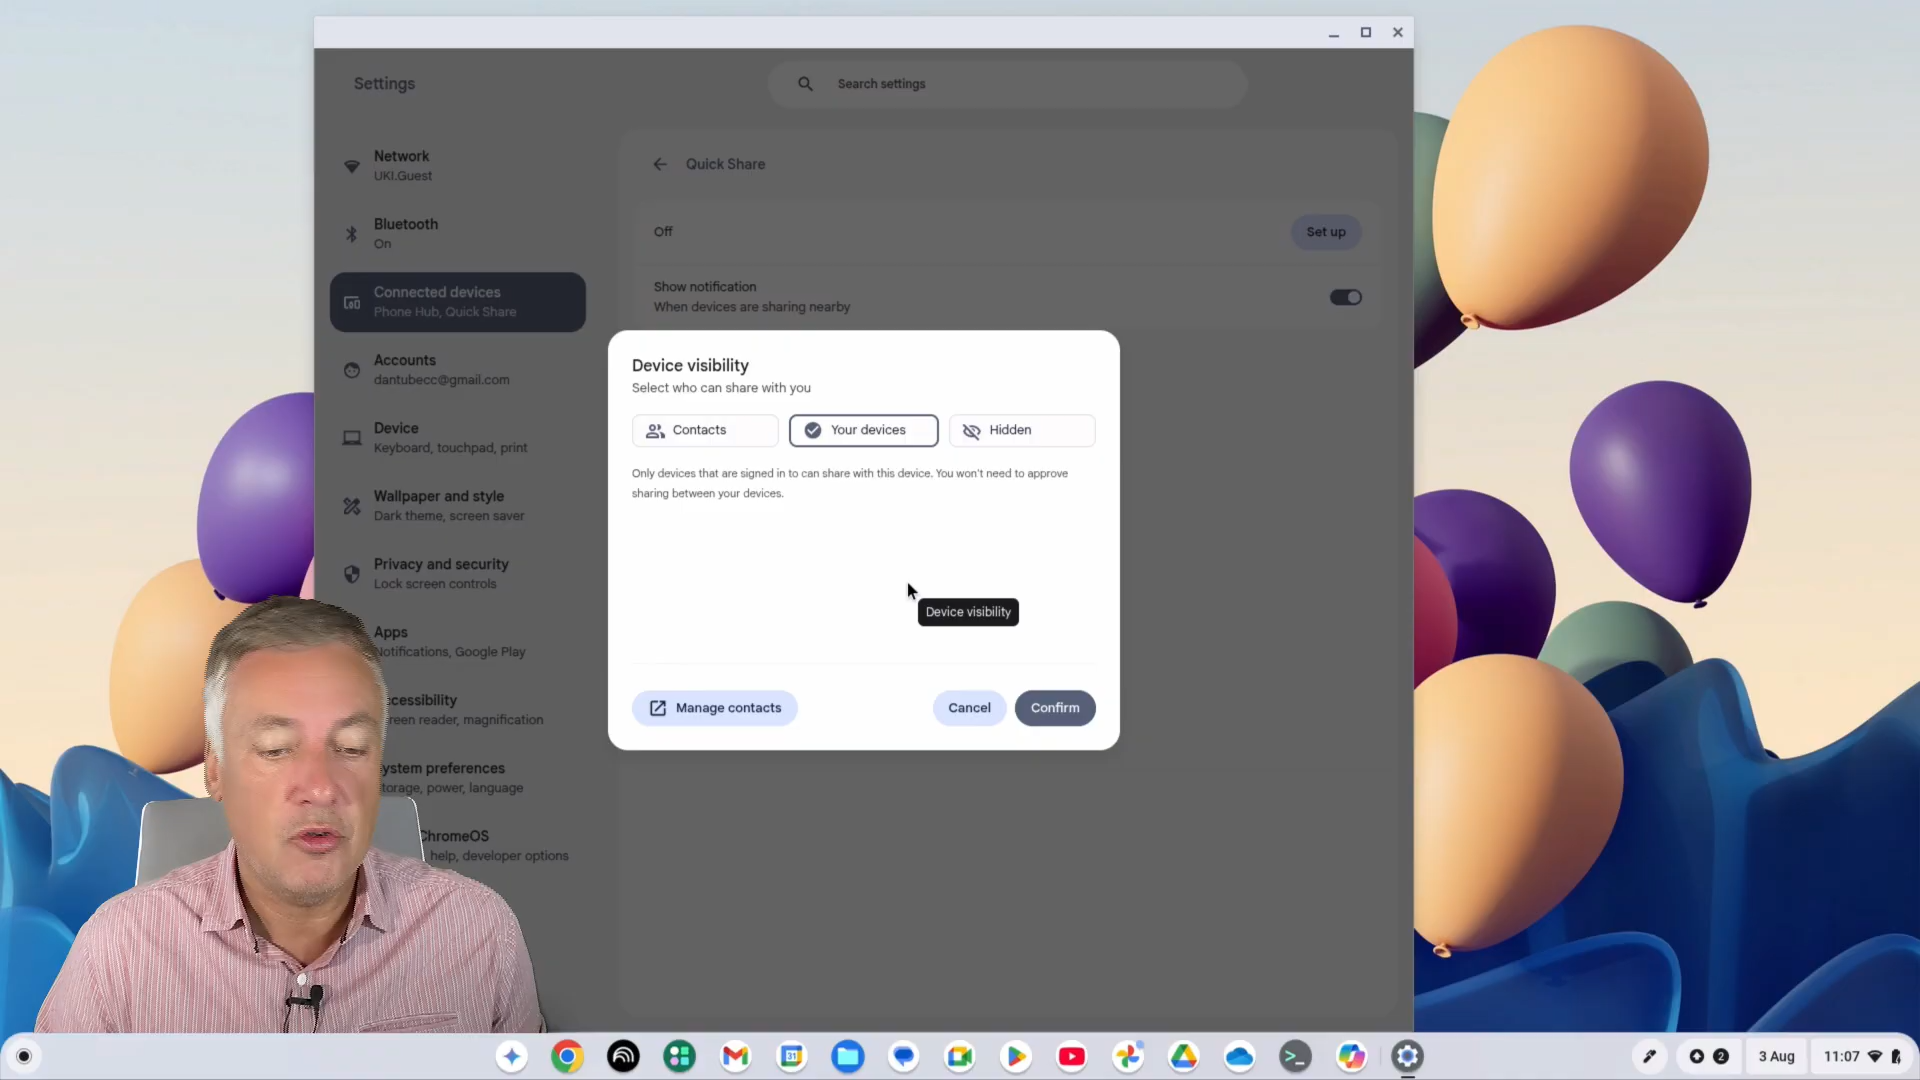 Settings
Search settings
Network
UKI.Guest
Bluetooth
On
Connected devices
Phone Hub, Quick Share
Accounts
dantubecc@gmail.com
Device
Keyboard, touchpad, print
Wallpaper and style
Dark theme, screen saver
Privacy and security
Lock screen controls
Apps
Notifications, Google Play
ccessibility
reen reader, magnification
ystem preferences
torage, power, language
ChromeOS
help, developer options
Quick Share
Off
Set up
Show notification
When devices are sharing nearby
Device visibility
Select who can share with you
Contacts
Your devices
Hidden
Only devices that are signed in to can share with this device. You won't need to approve
sharing between your devices.
Device visibility
Manage contacts
Cancel
Confirm
31
2
3 Aug
11:07